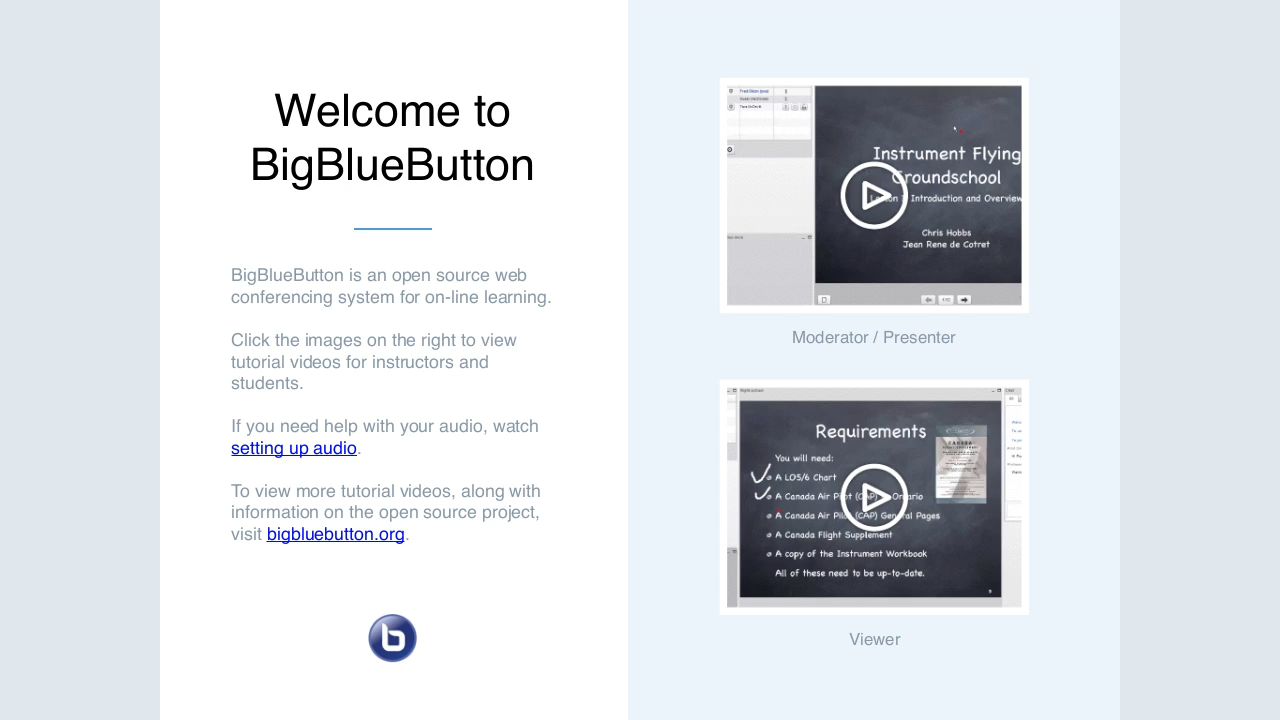 Welcome to
BigBlueButton
BigBlueButton is an open source web
conferencing system for on-line learning.
Click the images on the right to view
tutorial videos for instructors and
students.
If you need help with your audio, watch
setting up audio.
To view more tutorial videos, along with
information on the open source project,
visit bigbluebutton.org.
b
Instrument Flying
Groundschool
Introduction and Overview
Chris Hobbs
Jean Rene de Cotret
Moderator / Presenter
Requirements
You will need:
A LO5/6 Chart
A Canada Air Pilot (CAP) - Ontario
A Canada Air Pilot (CAP) General Pages
A Canada Flight Supplement
A copy of the Instrument Workbook
All of these need to be up-to-date.
Viewer